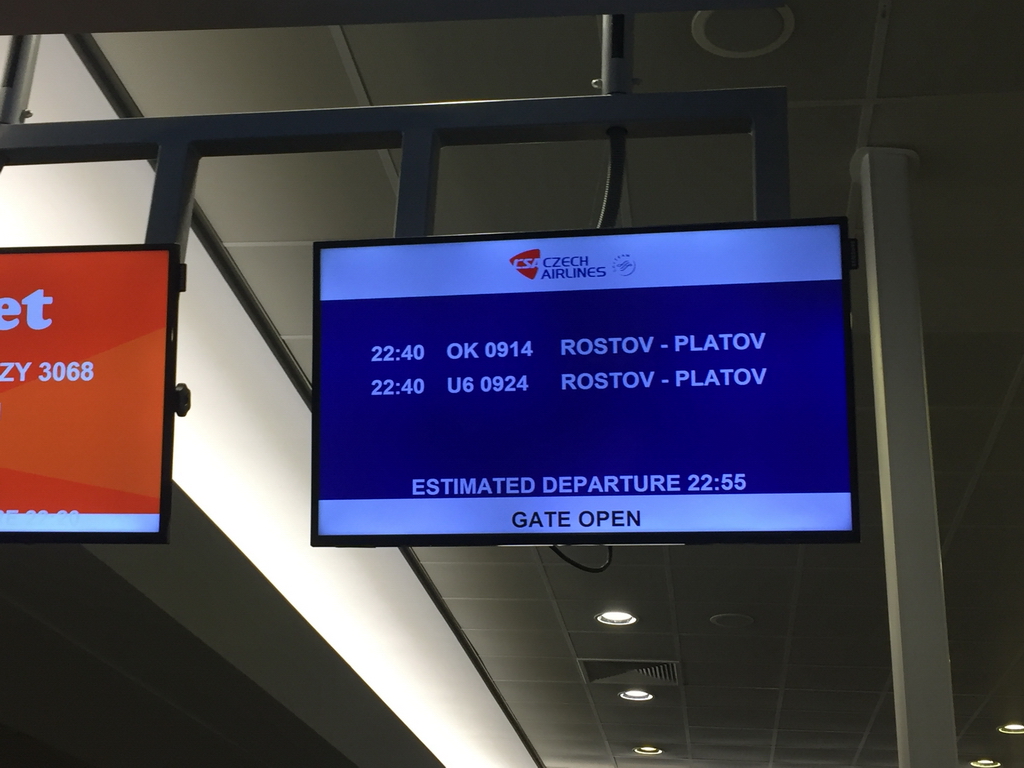 et
ZY 3068
CSA CZECH
AIRLINES
22:40 OK 0914 ROSTOV - PLATOV
22:40 U6 0924 ROSTOV - PLATOV
ESTIMATED DEPARTURE 22:55
GATE OPEN